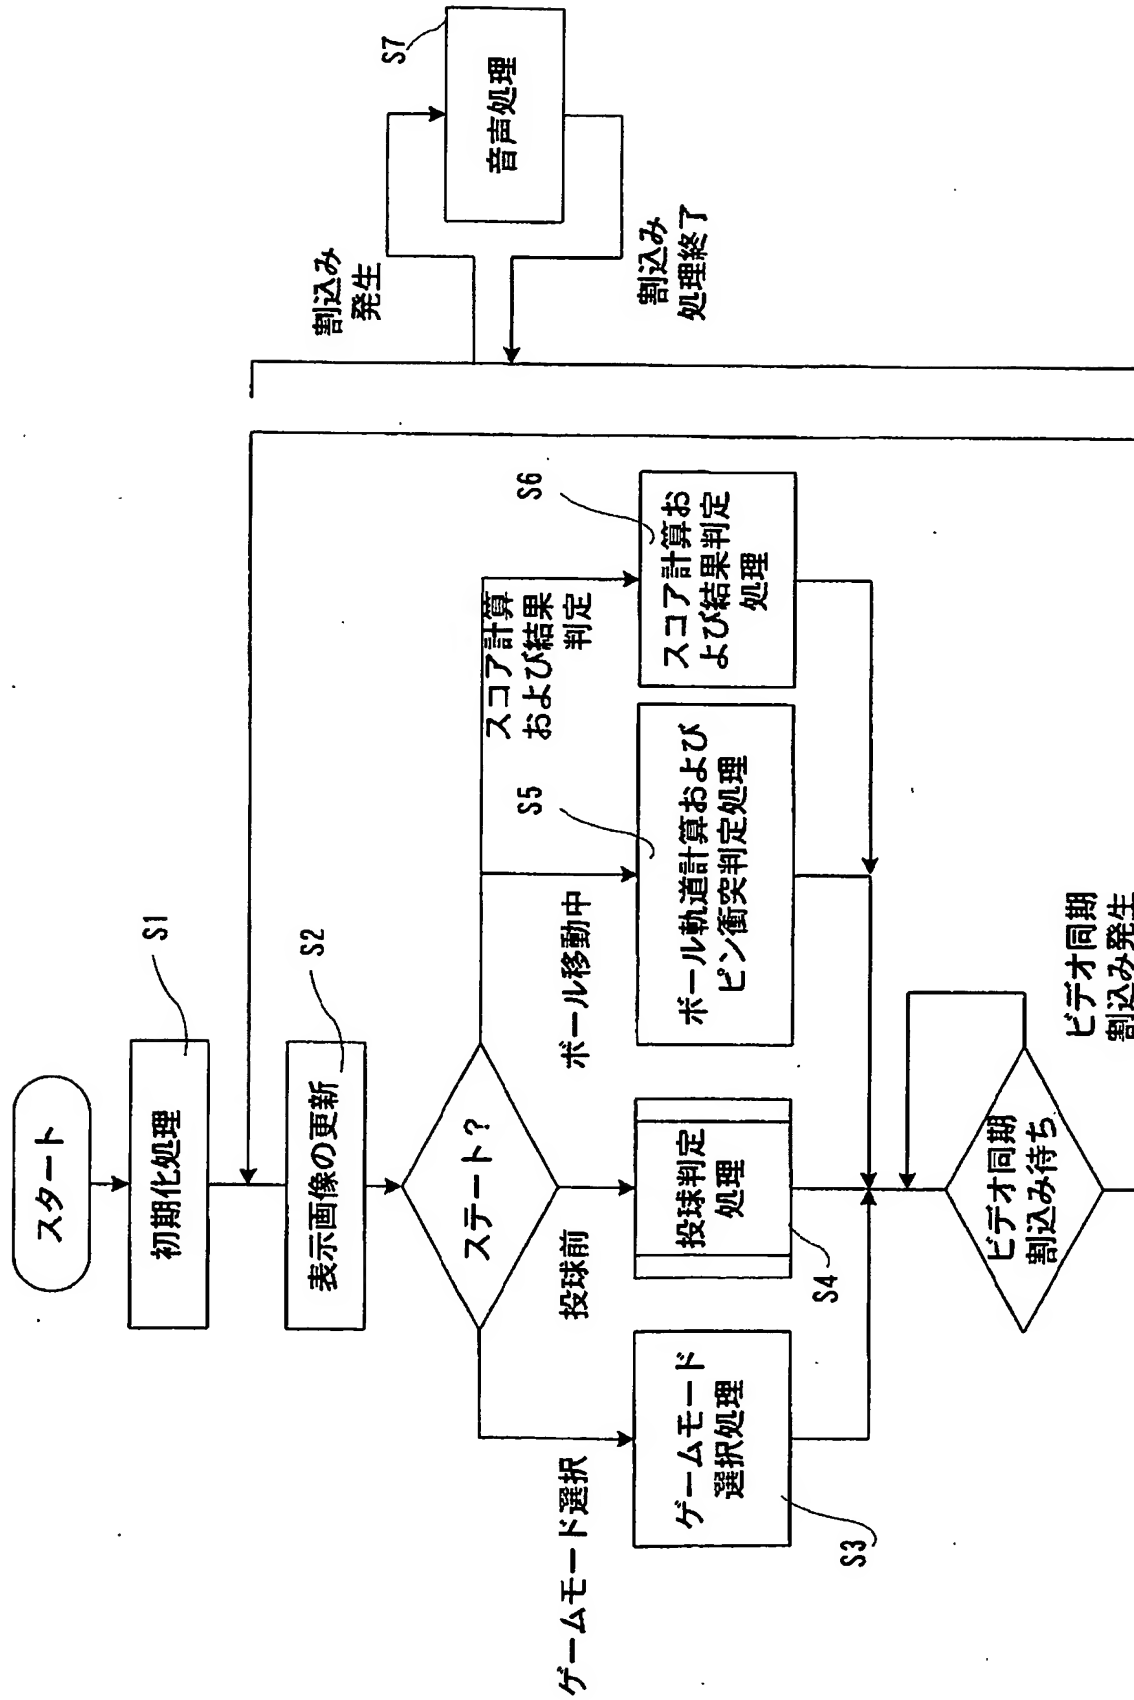 スタート
初期化処理
S1
表示画像の更新
S2
ステート?
ゲームモード選択
投球前
ボール移動中
スコア計算
および結果
判定
ゲームモード
選択処理
S3
投球判定
処理
S4
ボール軌道計算および
ピン衝突判定処理
S5
スコア計算お
よび結果判定
処理
S6
ビデオ同期
割込み待ち
ビデオ同期
割込み発生
割込み
発生
音声処理
S7
割込み
処理終了